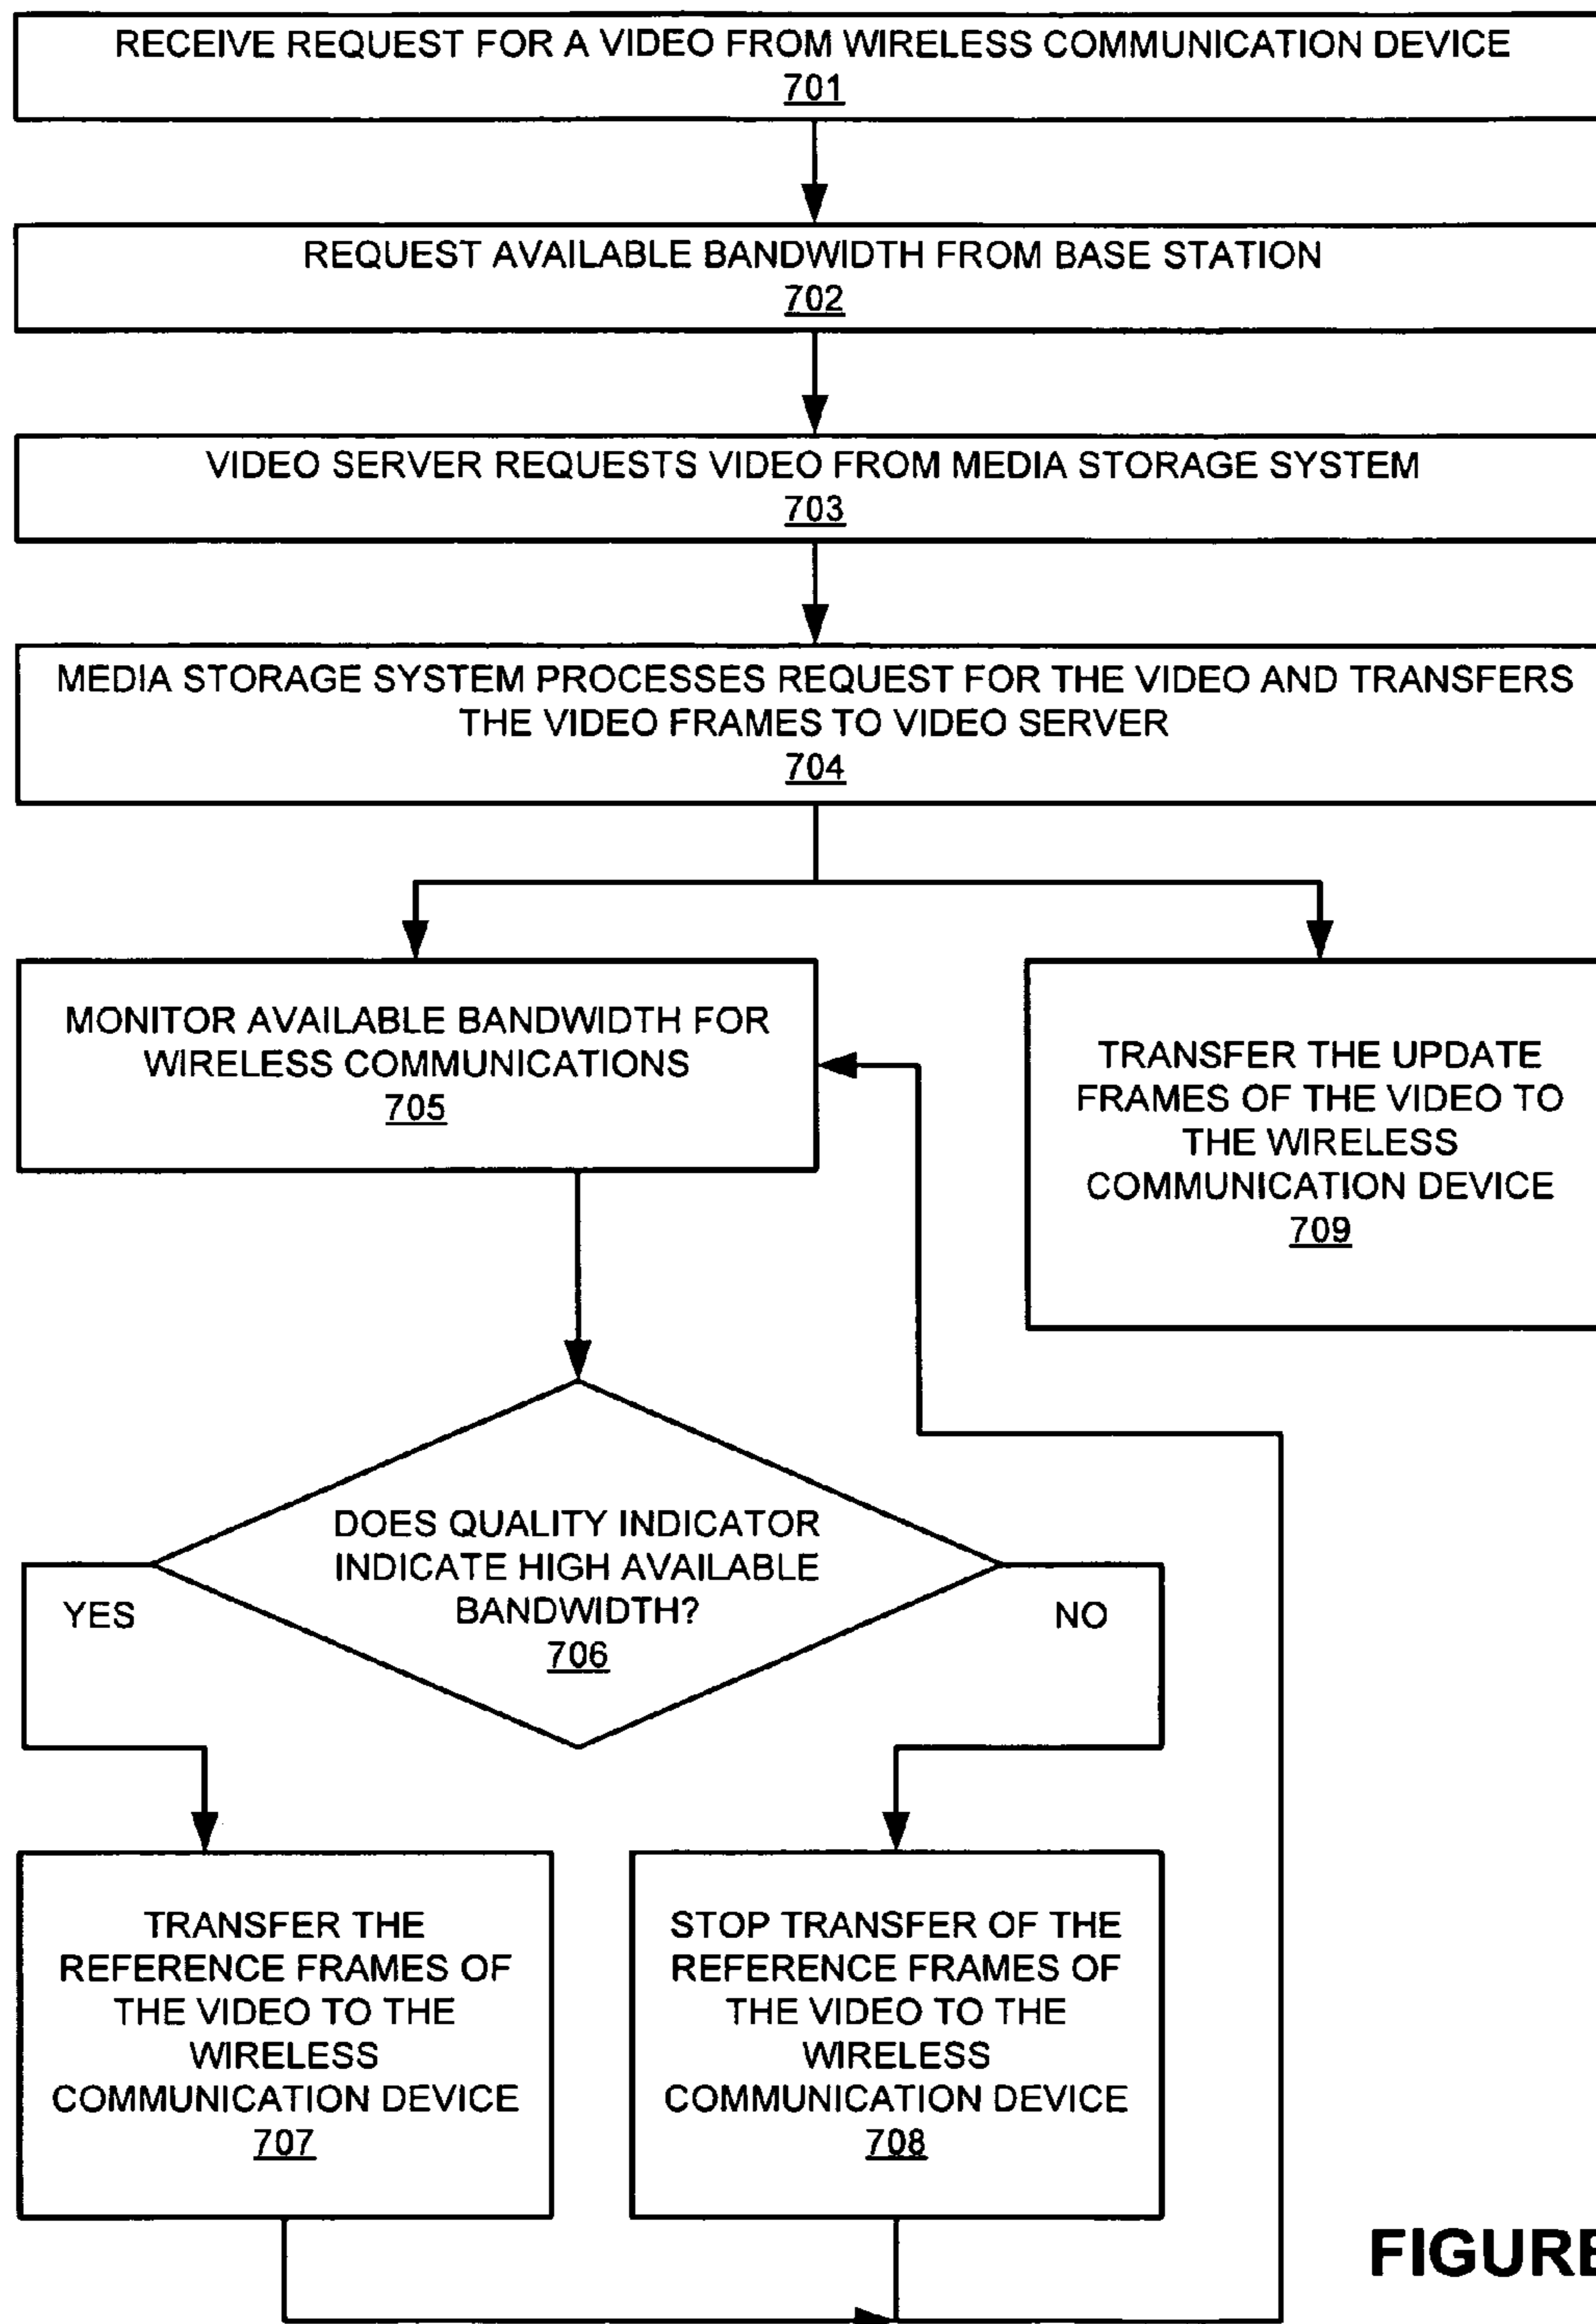 RECEIVE REQUEST FOR A VIDEO FROM WIRELESS COMMUNICATION DEVICE
701
REQUEST AVAILABLE BANDWIDTH FROM BASE STATION
702
VIDEO SERVER REQUESTS VIDEO FROM MEDIA STORAGE SYSTEM
703
MEDIA STORAGE SYSTEM PROCESSES REQUEST FOR THE VIDEO AND TRANSFERS
THE VIDEO FRAMES TO VIDEO SERVER
704
MONITOR AVAILABLE BANDWIDTH FOR
WIRELESS COMMUNICATIONS
705
TRANSFER THE UPDATE
FRAMES OF THE VIDEO TO
THE WIRELESS
COMMUNICATION DEVICE
709
DOES QUALITY INDICATOR
INDICATE HIGH AVAILABLE
BANDWIDTH?
706
YES
NO
TRANSFER THE
REFERENCE FRAMES OF
THE VIDEO TO THE
WIRELESS
COMMUNICATION DEVICE
707
STOP TRANSFER OF THE
REFERENCE FRAMES OF
THE VIDEO TO THE
WIRELESS
COMMUNICATION DEVICE
708
FIGURE